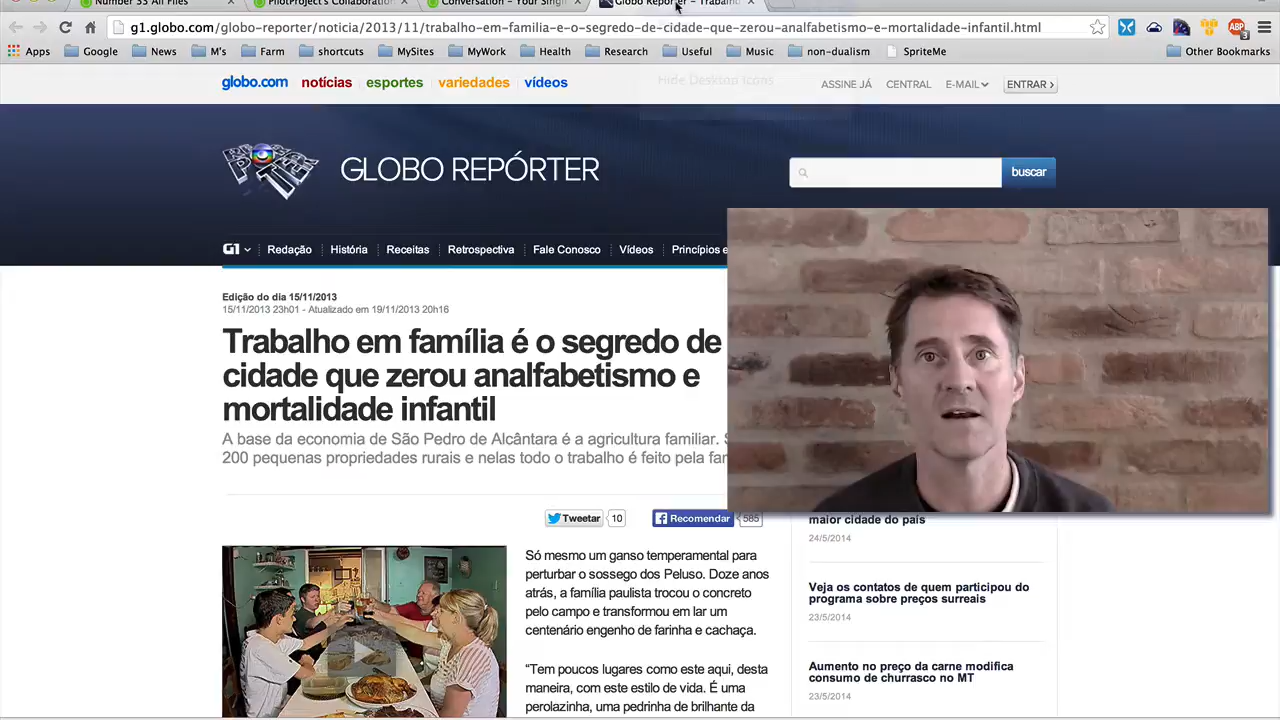 Number 33 All Files
PilotProject's Collaboratio
Conversation – Your Singl
Globo Repórter – Trabalh
g1.globo.com/globo-reporter/noticia/2013/11/trabalho-em-familia-e-o-segredo-de-cidade-que-zerou-analfabetismo-e-mortalidade-infantil.html
ABP
3
Apps
Google
News
M's
Farm
shortcuts
MySites
MyWork
Health
Research
Useful
Music
non-dualism
SpriteMe
Other Bookmarks
globo.com notícias esportes variedades vídeos
Hide Desktop Icons
ASSINE JÁ CENTRAL E-MAIL ENTRAR ›
GLOBO REPÓRTER
buscar
G1 Redação História Receitas Retrospectiva Fale Conosco Vídeos Princípios e
Edição do dia 15/11/2013
15/11/2013 23h01 - Atualizado em 19/11/2013 20h16
Trabalho em família é o segredo de
cidade que zerou analfabetismo e
mortalidade infantil
A base da economia de São Pedro de Alcântara é a agricultura familiar. S
200 pequenas propriedades rurais e nelas todo o trabalho é feito pela fam
Tweetar 10
Recomendar 585
Só mesmo um ganso temperamental para
perturbar o sossego dos Peluso. Doze anos
atrás, a família paulista trocou o concreto
pelo campo e transformou em lar um
centenário engenho de farinha e cachaça.
“Tem poucos lugares como este aqui, desta
maneira, com este estilo de vida. É uma
perolazinha, uma pedrinha de brilhante da
maior cidade do país
24/5/2014
Veja os contatos de quem participou do
programa sobre preços surreais
23/5/2014
Aumento no preço da carne modifica
consumo de churrasco no MT
23/5/2014